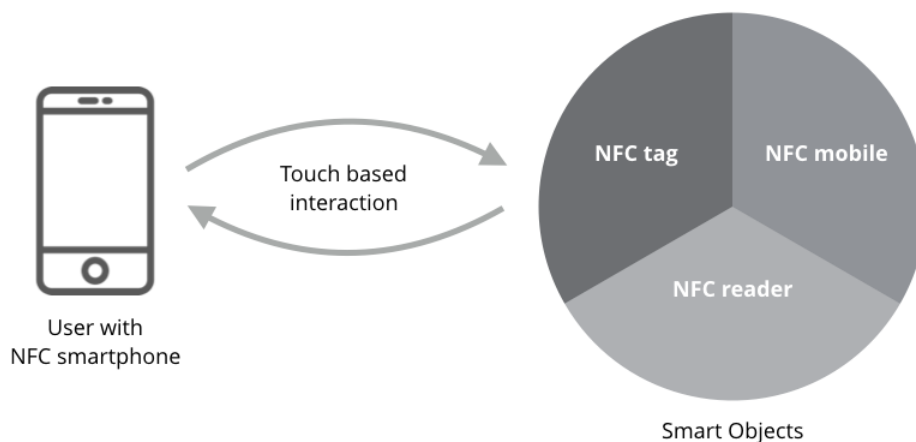 Touch based
interaction
User with
NFC smartphone
NFC tag
NFC mobile
NFC reader
Smart Objects